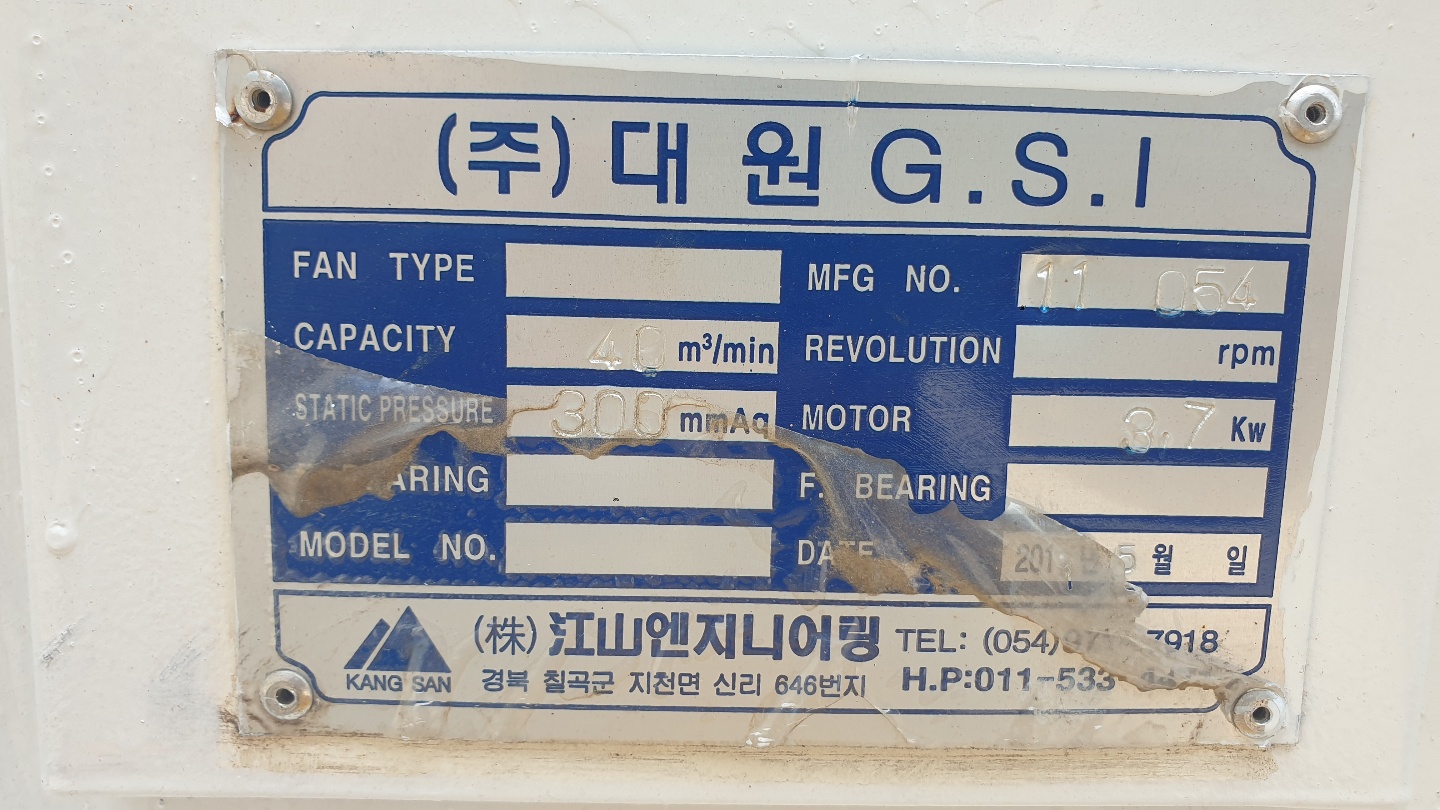 (주) 대원 G.S.I
FAN TYPE
MFG NO. 11 054
CAPACITY 40 m³/min
REVOLUTION rpm
STATIC PRESSURE 300 mmAq
MOTOR 3.7 Kw
F. BEARING
MODEL NO.
DATE 5월 일
(株) 江山엔지니어링 TEL: (054) 7918
KANG SAN 경북 칠곡군 지천면 신리 646번지 H.P:011-533